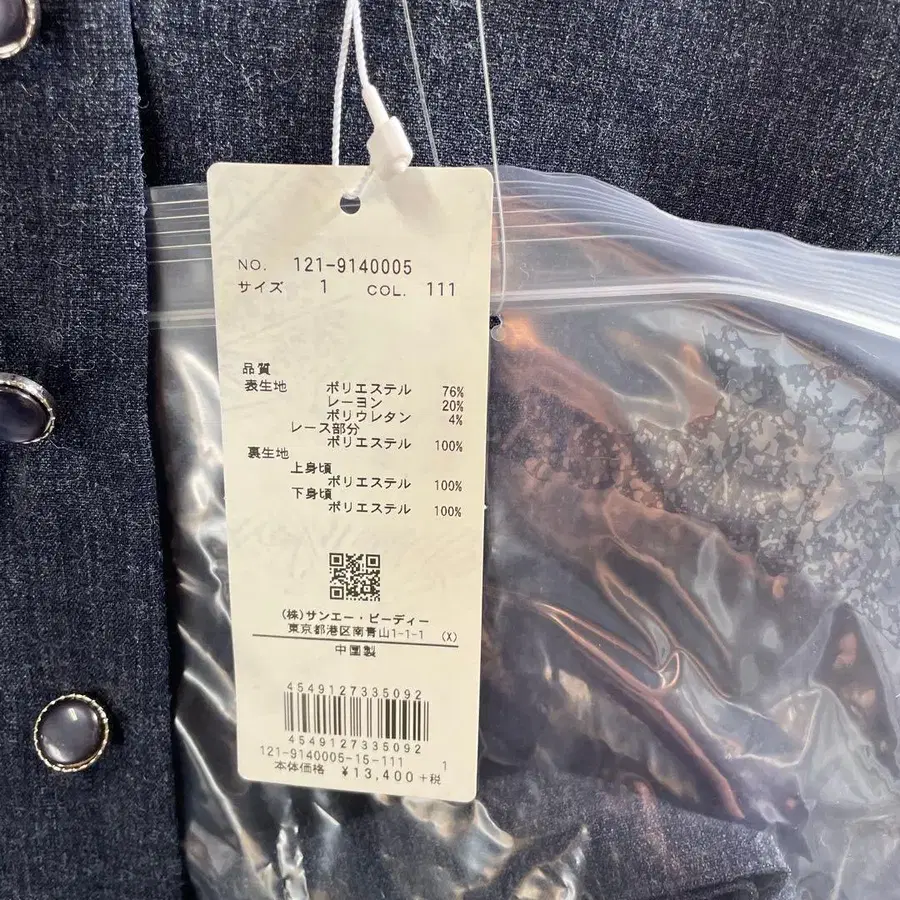 NO. 121-9140005
サイズ 1 COL. 111
品質
表生地 ポリエステル 76%
レーヨン 20%
ポリウレタン 4%
レース部分
ポリエステル 100%
裏生地
上身頃
ポリエステル 100%
下身頃
ポリエステル 100%
(株)サンエー・ビーディー
東京都港区南青山1-1-1 (X)
中国製
4549127335092
4549127335092
121-9140005-15-111 1
本体価格 ¥13,400+税